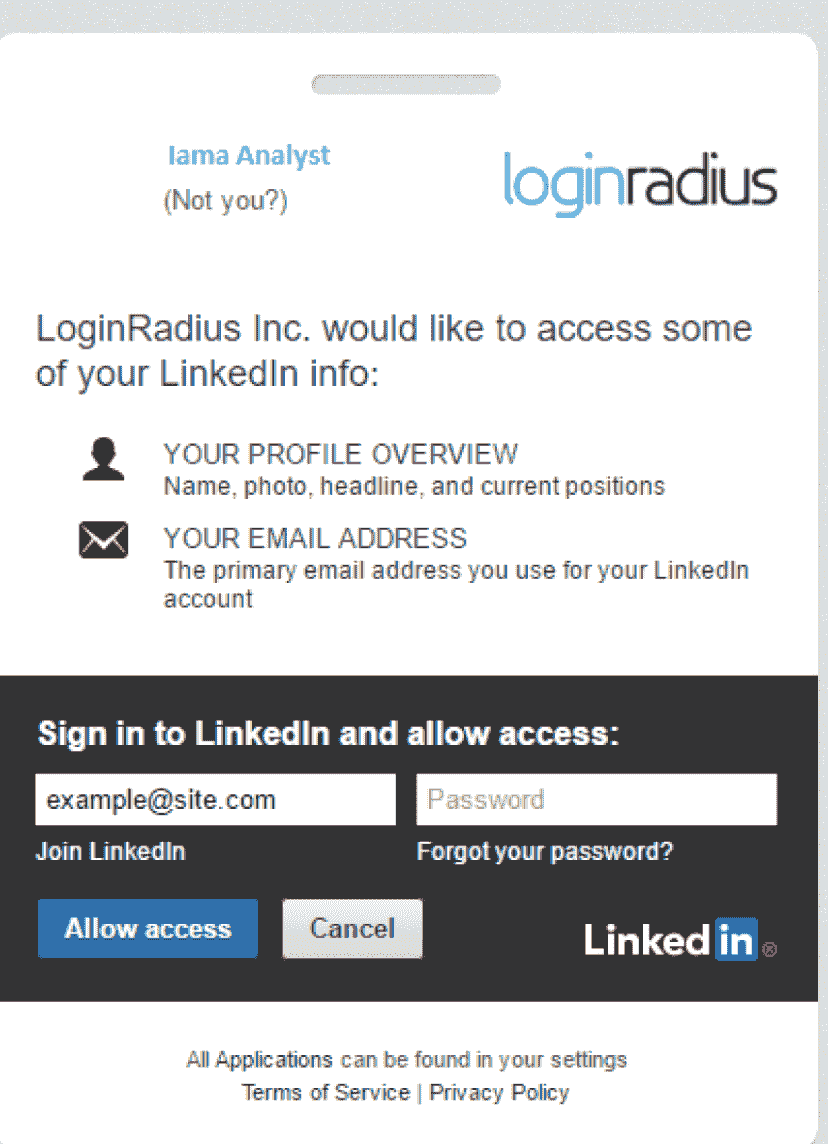 Iama Analyst
(Not you?)
loginradius
LoginRadius Inc. would like to access some
of your LinkedIn info:
YOUR PROFILE OVERVIEW
Name, photo, headline, and current positions
YOUR EMAIL ADDRESS
The primary email address you use for your LinkedIn
account
Sign in to LinkedIn and allow access:
example@site.com Password
Join LinkedIn Forgot your password?
Allow access Cancel
Linked in ®
All Applications can be found in your settings
Terms of Service | Privacy Policy